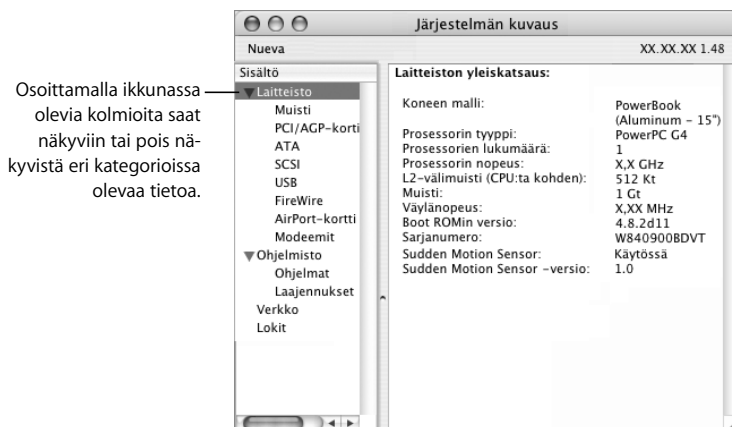 Järjestelmän kuvaus
Nueva XX.XX.XX 1.48
Osoittamalla ikkunassa
olevia kolmioita saat
näkyviin tai pois nä-
kyvistä eri kategorioissa
olevaa tietoa.
Sisältö
Laitteisto
Muisti
PCI/AGP-korti
ATA
SCSI
USB
FireWire
AirPort-kortti
Modeemit
Ohjelmisto
Ohjelmat
Laajennukset
Verkko
Lokit
Laitteiston yleiskatsaus:
Koneen malli: PowerBook
(Aluminum - 15")
Prosessorin tyyppi: PowerPC G4
Prosessorien lukumäärä: 1
Prosessorin nopeus: X,X GHz
L2-välimuisti (CPU:ta kohden): 512 Kt
Muisti: 1 Gt
Väylänopeus: X,XX MHz
Boot ROMin versio: 4.8.2d11
Sarjanumero: W840900BDVT
Sudden Motion Sensor: Käytössä
Sudden Motion Sensor -versio: 1.0